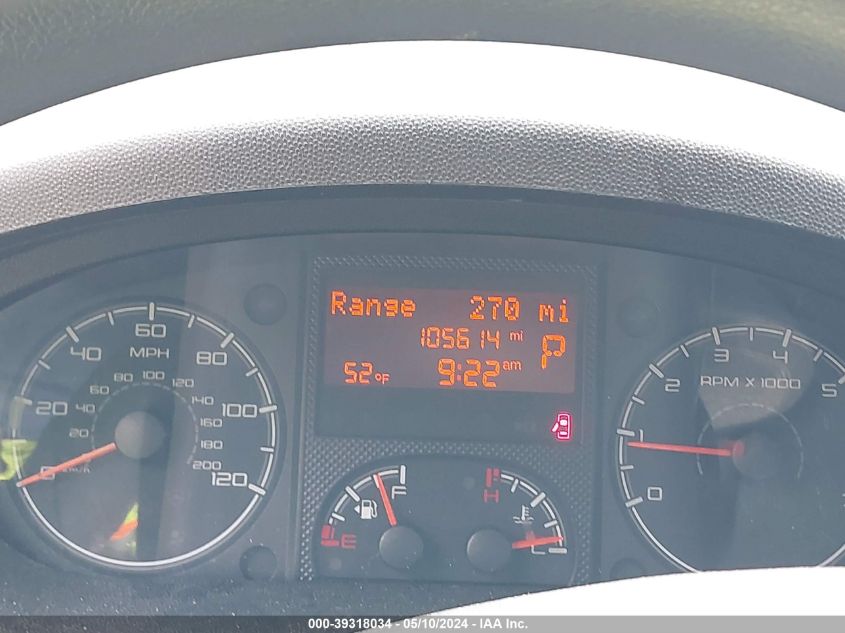 Range 270 mi
105614 mi
P
52°F 9:22 am
0 20 40 60 80 100 120
MPH
20 40 60 80 100 120 140 160 180 200
km/h
0 1 2 3 4 5
RPM X 1000
E F
H L
000-39318034 - 05/10/2024 - IAA Inc.